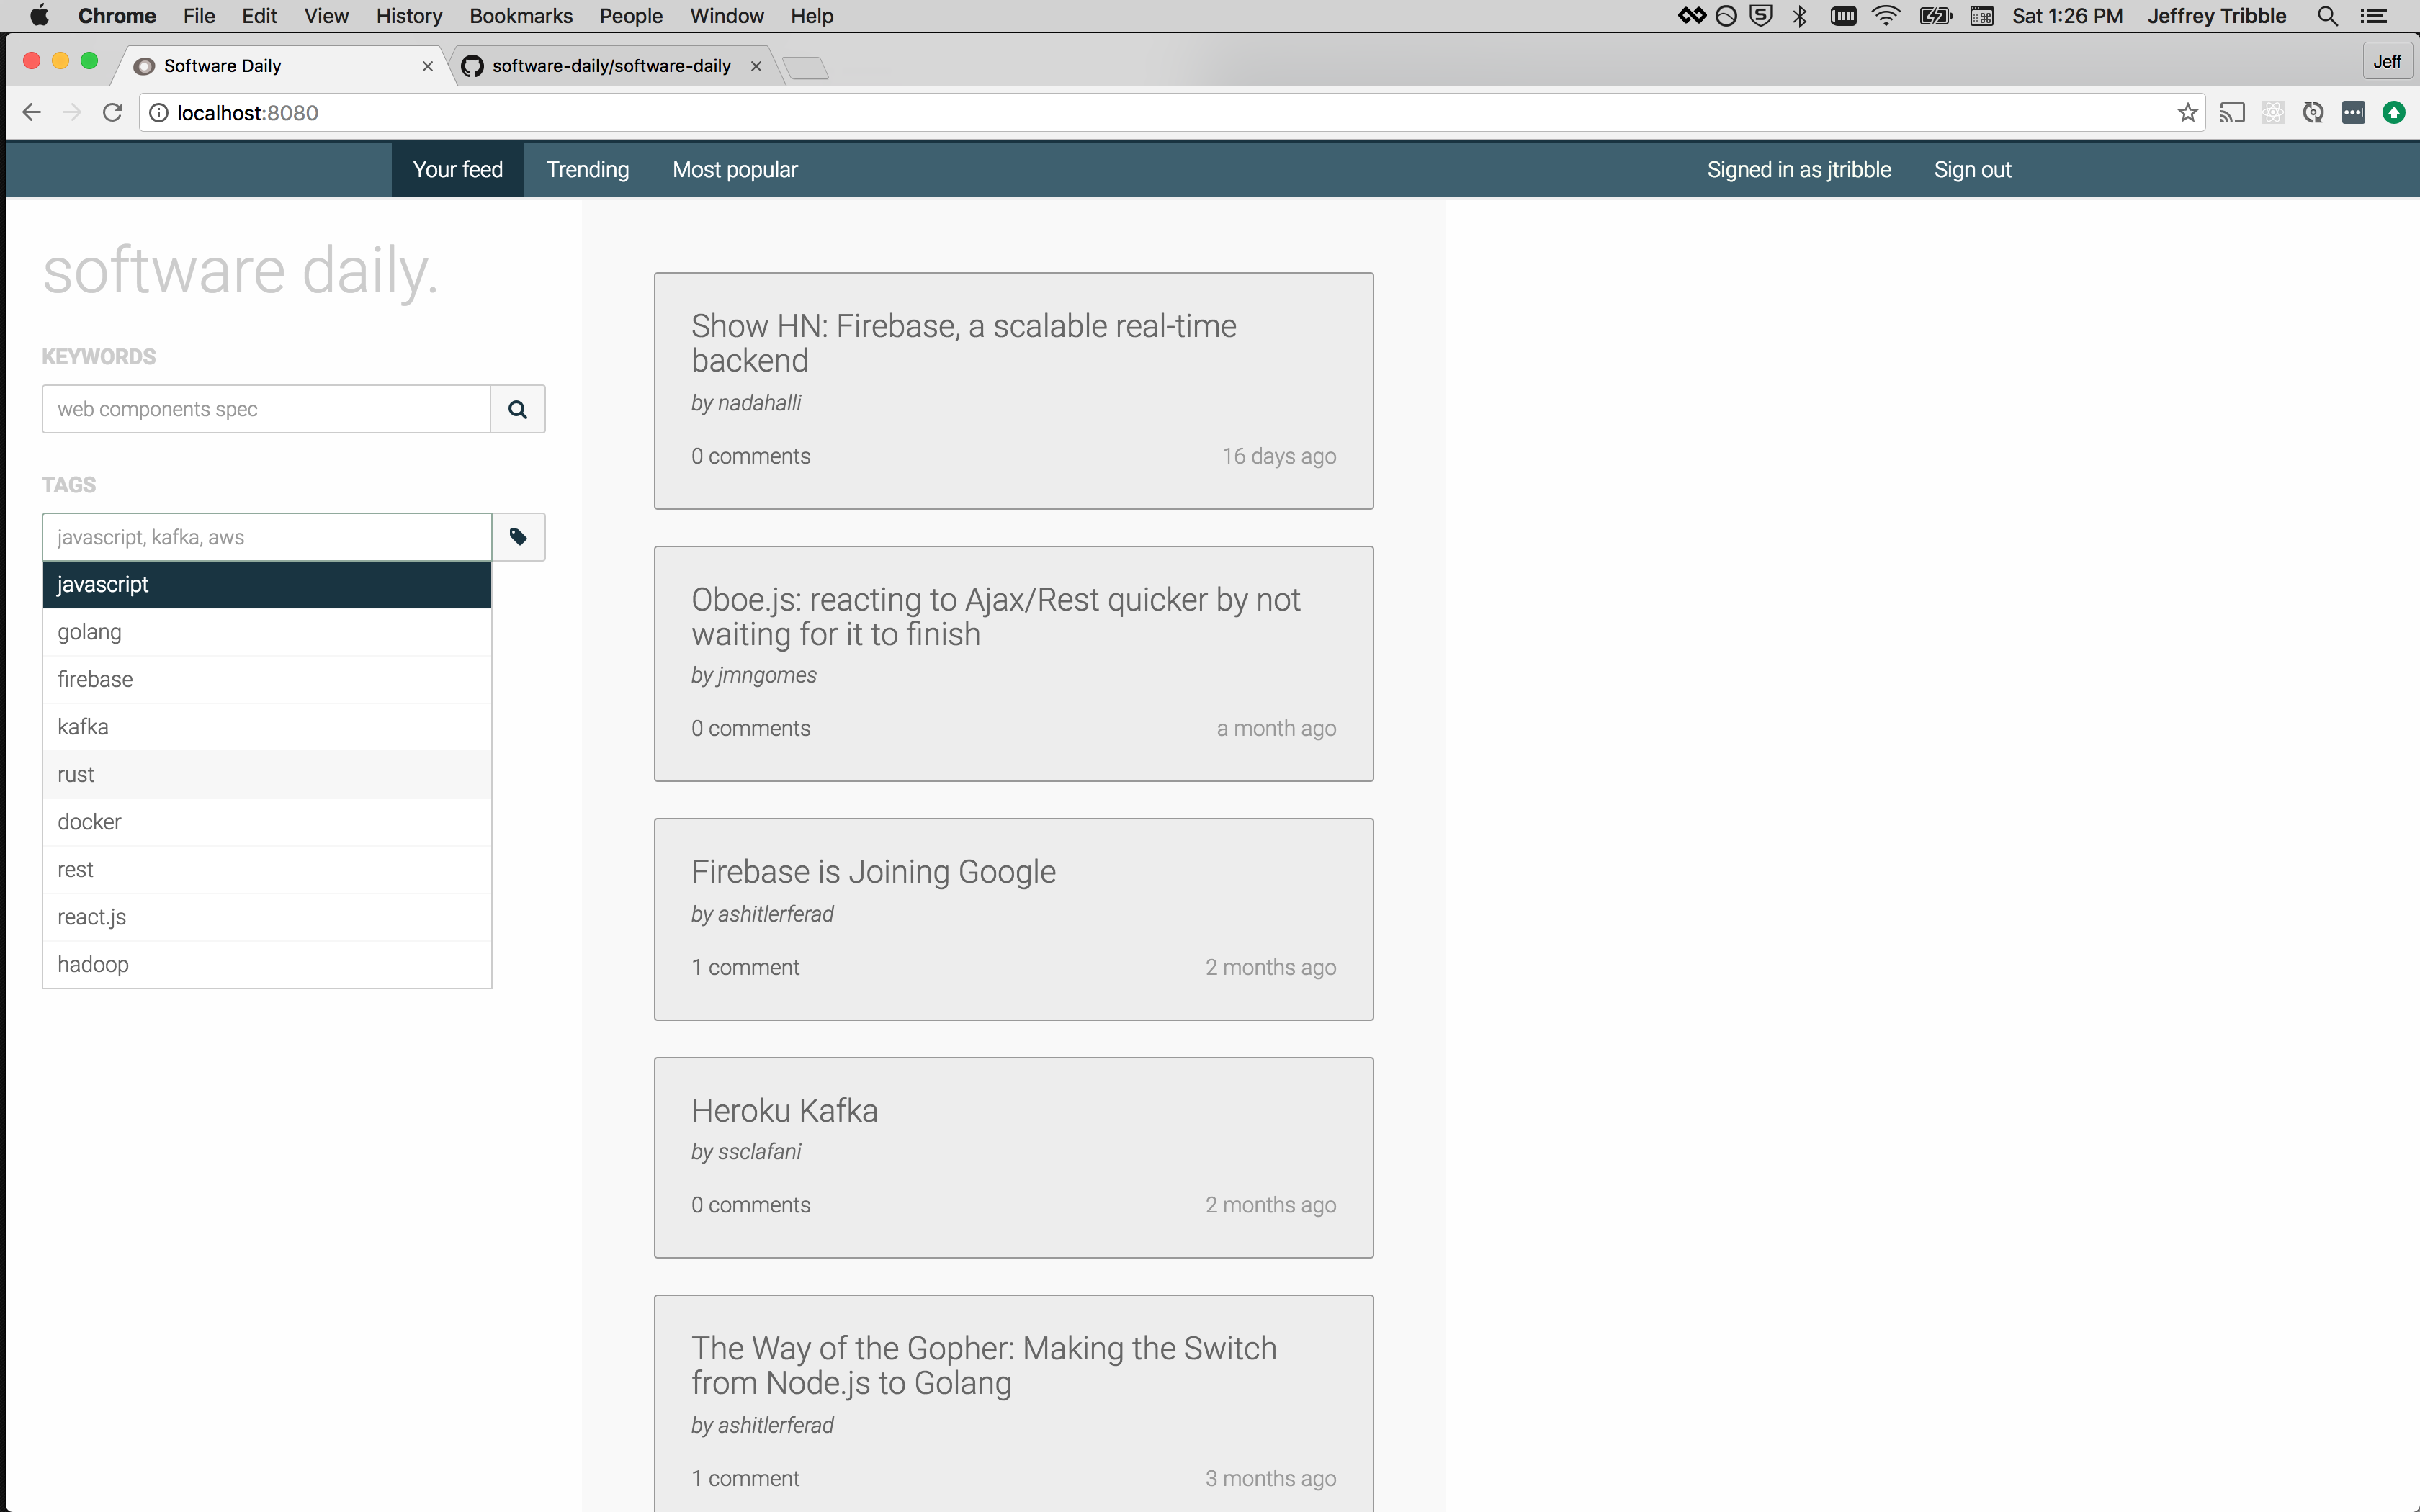 Chrome File Edit View History Bookmarks People Window Help Sat 1:26 PM Jeffrey Tribble
Software Daily software-daily/software-daily Jeff
localhost:8080
Your feed Trending Most popular Signed in as jtribble Sign out
software daily.
KEYWORDS
web components spec
TAGS
javascript, kafka, aws
javascript
golang
firebase
kafka
rust
docker
rest
react.js
hadoop
Show HN: Firebase, a scalable real-time
backend
by nadahalli
0 comments 16 days ago
Oboe.js: reacting to Ajax/Rest quicker by not
waiting for it to finish
by jmngomes
0 comments a month ago
Firebase is Joining Google
by ashitlerferad
1 comment 2 months ago
Heroku Kafka
by ssclafani
0 comments 2 months ago
The Way of the Gopher: Making the Switch
from Node.js to Golang
by ashitlerferad
1 comment 3 months ago